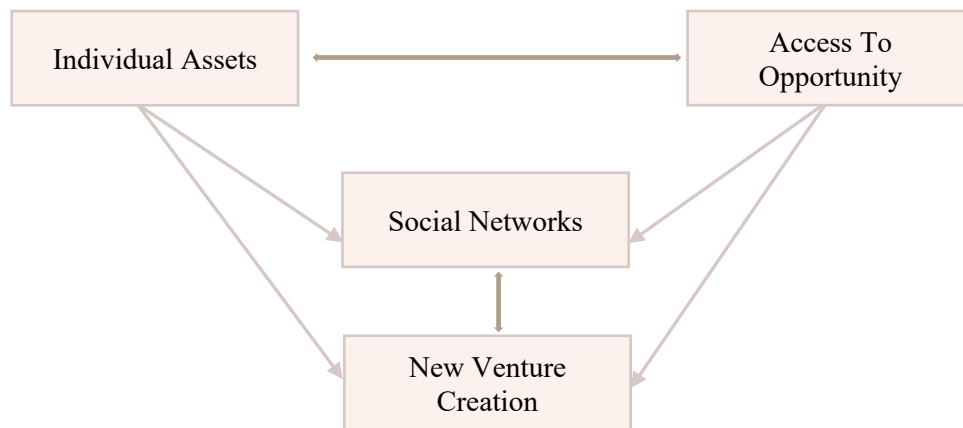 Individual Assets
Access To
Opportunity
Social Networks
New Venture
Creation